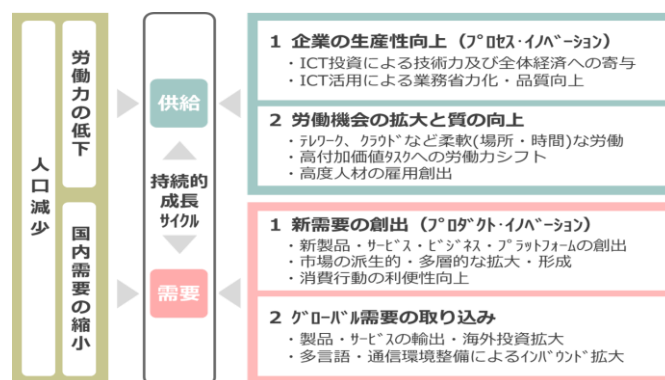 人口減少
労働力の低下
国内需要の縮小
供給
持続的
成長
ｻｲｸﾙ
需要
1 企業の生産性向上（ﾌﾟﾛｾｽ･ｲﾉﾍﾞｰｼｮﾝ）
・ICT投資による技術力及び全体経済への寄与
・ICT活用による業務省力化・品質向上
2 労働機会の拡大と質の向上
・ﾃﾚﾜｰｸ、ｸﾗｳﾄﾞなど柔軟(場所・時間)な労働
・高付加価値ﾀｽｸへの労働力シフト
・高度人材の雇用創出
1 新需要の創出（ﾌﾟﾛﾀﾞｸﾄ･ｲﾉﾍﾞｰｼｮﾝ）
・新製品・ｻｰﾋﾞｽ・ﾋﾞｼﾞﾈｽ・ﾌﾟﾗｯﾄﾌｫｰﾑの創出
・市場の派生的・多層的な拡大・形成
・消費行動の利便性向上
2 ｸﾞﾛｰﾊﾞﾙ需要の取り込み
・製品・ｻｰﾋﾞｽの輸出・海外投資拡大
・多言語・通信環境整備によるｲﾝﾊﾞｳﾝﾄﾞ拡大